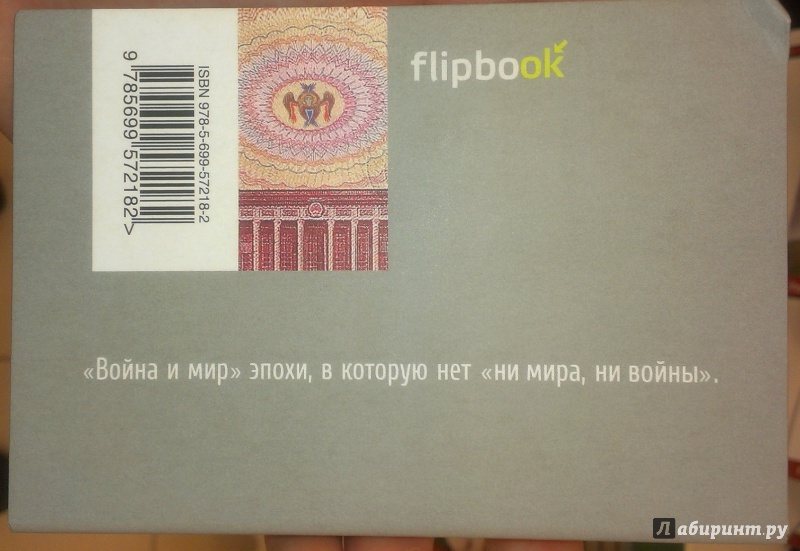 ISBN 978-5-699-57218-2
9 785699 572182 >
flipbook
«Война и мир» эпохи, в которую нет «ни мира, ни войны».
Лабиринт.ру